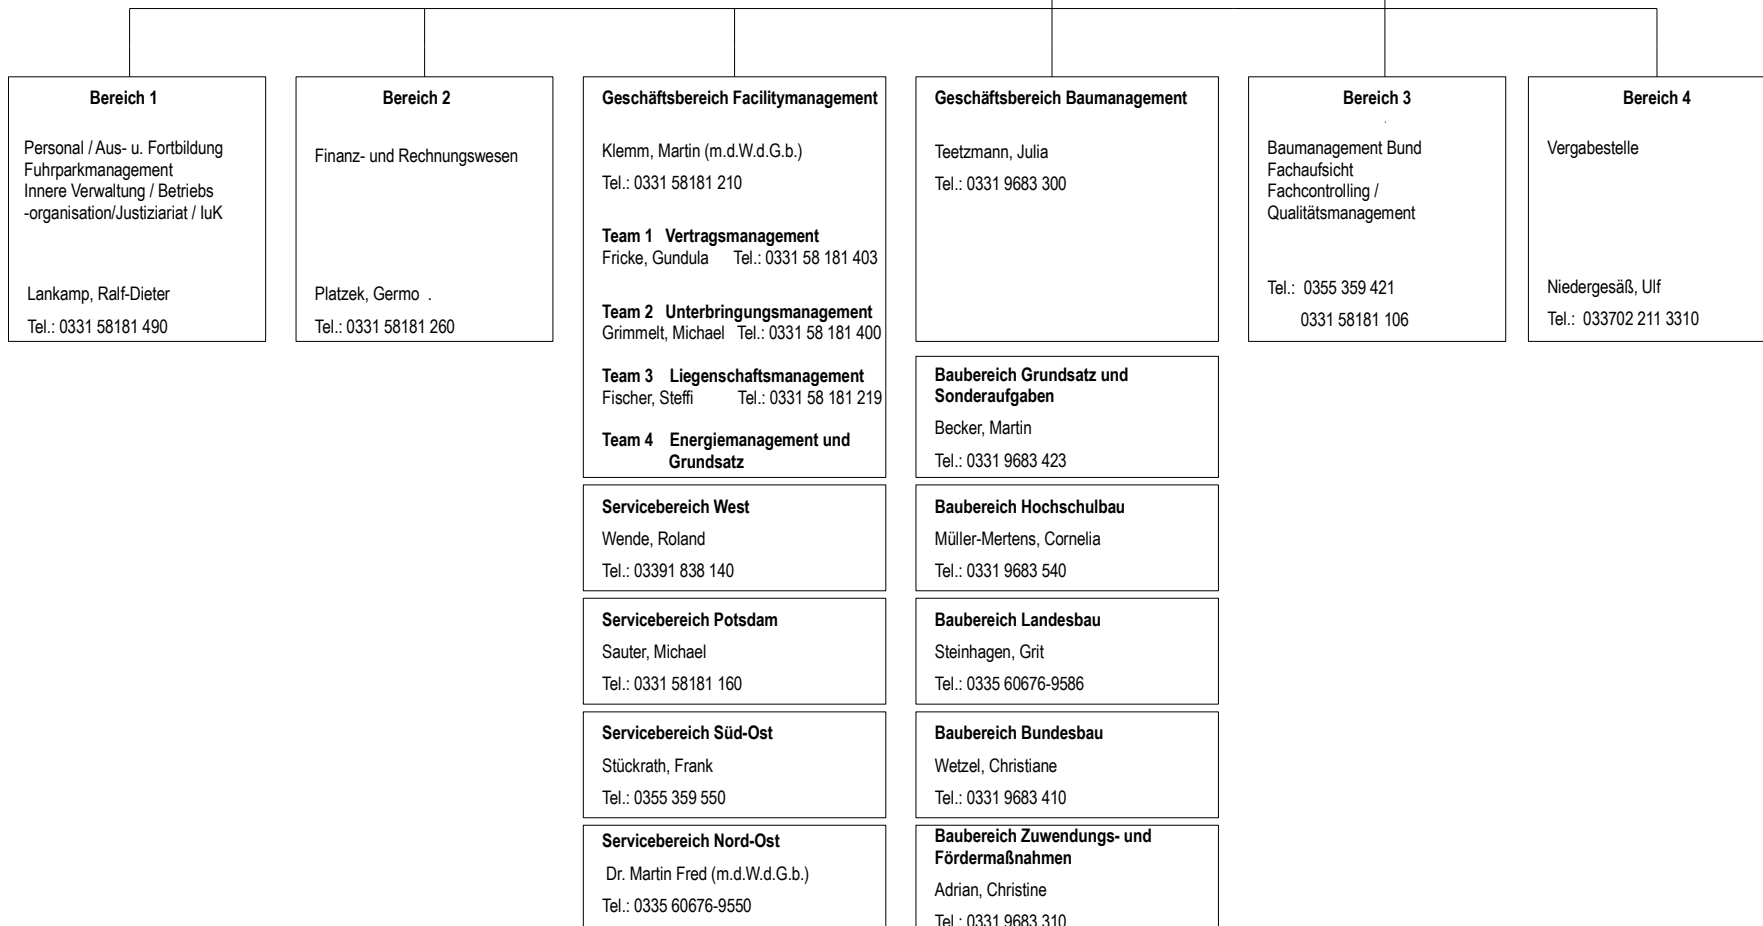 Bereich 1
Personal / Aus- u. Fortbildung
Fuhrparkmanagement
Innere Verwaltung / Betriebs
-organisation/Justiziariat / IuK
Lankamp, Ralf-Dieter
Tel.: 0331 58181 490
Bereich 2
Finanz- und Rechnungswesen
Platzek, Germo .
Tel.: 0331 58181 260
Geschäftsbereich Facilitymanagement
Klemm, Martin (m.d.W.d.G.b.)
Tel.: 0331 58181 210
Team 1 Vertragsmanagement
Fricke, Gundula Tel.: 0331 58 181 403
Team 2 Unterbringungsmanagement
Grimmelt, Michael Tel.: 0331 58 181 400
Team 3 Liegenschaftsmanagement
Fischer, Steffi Tel.: 0331 58 181 219
Team 4 Energiemanagement und
Grundsatz
Servicebereich West
Wende, Roland
Tel.: 03391 838 140
Servicebereich Potsdam
Sauter, Michael
Tel.: 0331 58181 160
Servicebereich Süd-Ost
Stückrath, Frank
Tel.: 0355 359 550
Servicebereich Nord-Ost
Dr. Martin Fred (m.d.W.d.G.b.)
Tel.: 0335 60676-9550
Geschäftsbereich Baumanagement
Teetzmann, Julia
Tel.: 0331 9683 300
Baubereich Grundsatz und
Sonderaufgaben
Becker, Martin
Tel.: 0331 9683 423
Baubereich Hochschulbau
Müller-Mertens, Cornelia
Tel.: 0331 9683 540
Baubereich Landesbau
Steinhagen, Grit
Tel.: 0335 60676-9586
Baubereich Bundesbau
Wetzel, Christiane
Tel.: 0331 9683 410
Baubereich Zuwendungs- und
Fördermaßnahmen
Adrian, Christine
Tel.: 0331 9683 310
Bereich 3
Baumanagement Bund
Fachaufsicht
Fachcontrolling /
Qualitätsmanagement
Tel.: 0355 359 421
0331 58181 106
Bereich 4
Vergabestelle
Niedergesäß, Ulf
Tel.: 033702 211 3310